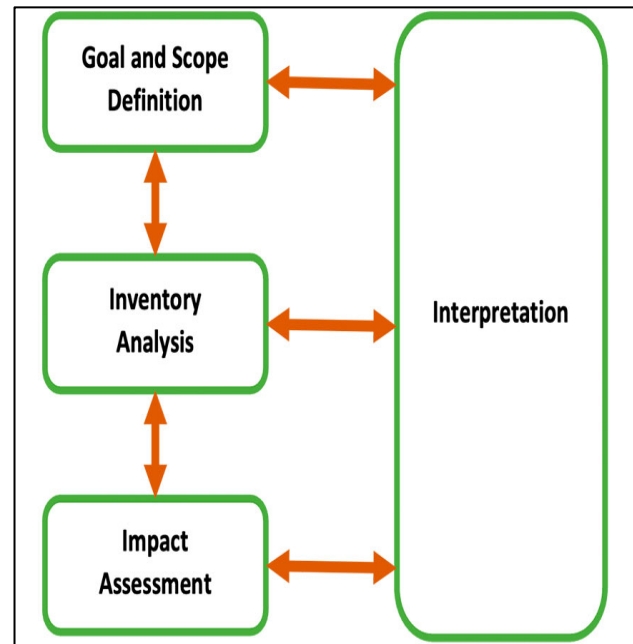 Goal and Scope
Definition
Inventory
Analysis
Interpretation
Impact
Assessment